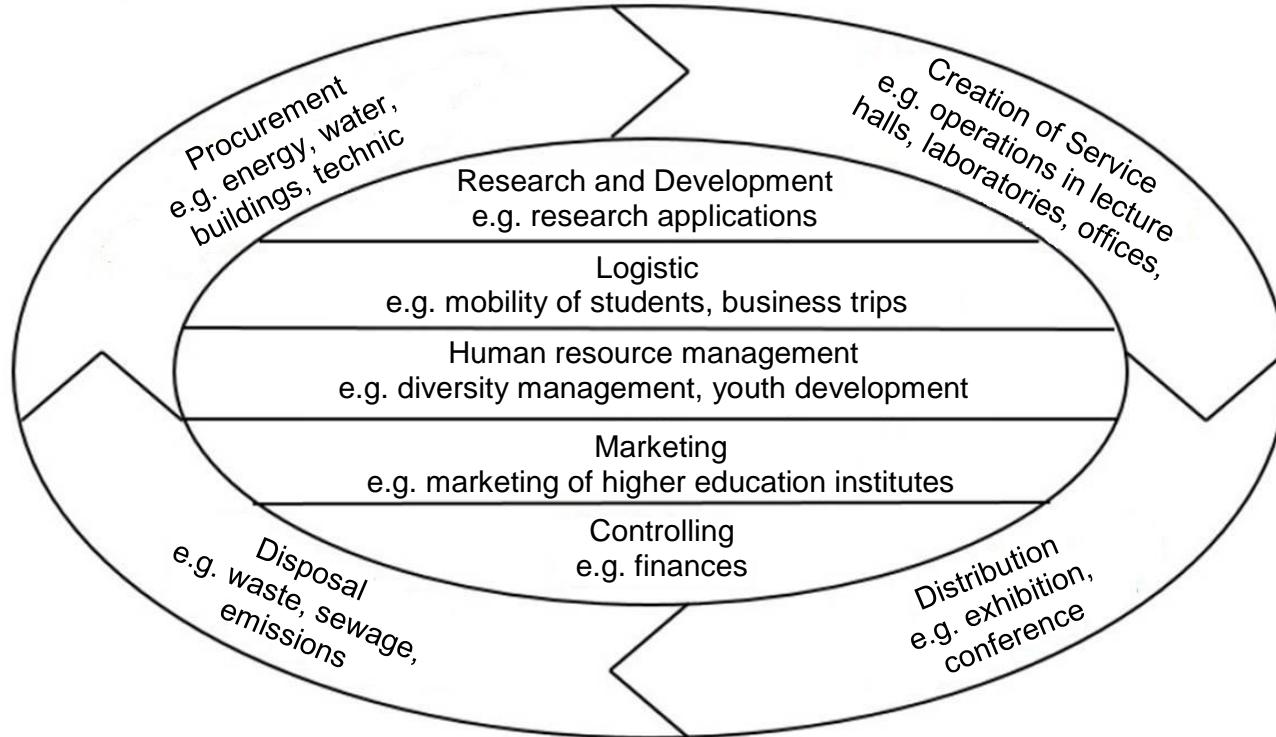 Procurement
e.g. energy, water,
buildings, technic
Creation of Service
e.g. operations in lecture
halls, laboratories, offices,
Research and Development
e.g. research applications
Logistic
e.g. mobility of students, business trips
Human resource management
e.g. diversity management, youth development
Marketing
e.g. marketing of higher education institutes
Controlling
e.g. finances
Disposal
e.g. waste, sewage,
emissions
Distribution
e.g. exhibition,
conference